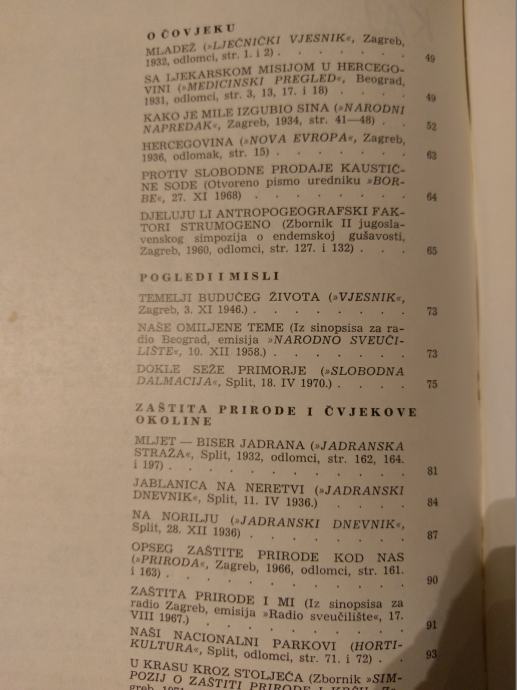 O ČOVJEKU
MLADEŽ (»LJEČNIČKI VJESNIK«, Zagreb,
1932, odlomci, str. 1. i 2) . . . . . . . 49
SA LJEKARSKOM MISIJOM U HERCEGO-
VINI (»MEDICINSKI PREGLED«, Beograd,
1931, odlomci, str. 3, 13, 17. i 18) . . . . 49
KAKO JE MILE IZGUBIO SINA (»NARODNI
NAPREDAK«, Zagreb, 1934, str. 41—48) . . 52
HERCEGOVINA (»NOVA EVROPA«, Zagreb,
1936, odlomak, str. 15) . . . . . . . 63
PROTIV SLOBODNE PRODAJE KAUSTIČ-
NE SODE (Otvoreno pismo uredniku »BOR-
BE«, 27. XI 1968) . . . . . . . . 64
DJELUJU LI ANTROPOGEOGRAFSKI FAK-
TORI STRUMOGENO (Zbornik II jugosla-
venskog simpozija o endemskoj gušavosti,
Zagreb, 1960, odlomci, str. 127. i 132) . . . 65
POGLEDI I MISLI
TEMELJI BUDUĆEG ŽIVOTA (»VJESNIK«,
Zagreb, 3. XI 1946.) . . . . . . . . 73
NAŠE OMILJENE TEME (Iz sinopsisa za ra-
dio Beograd, emisija »NARODNO SVEUČI-
LIŠTE«, 10. XII 1958.) . . . . . . . 73
DOKLE SEŽE PRIMORJE (»SLOBODNA
DALMACIJA«, Split, 18. IV 1970.) . . . . 75
ZAŠTITA PRIRODE I ČVJEKOVE
OKOLINE
MLJET — BISER JADRANA (»JADRANSKA
STRAŽA«, Split, 1932, odlomci, str. 162, 164.
i 197) . . . . . . . . . . . 81
JABLANICA NA NERETVI (»JADRANSKI
DNEVNIK«, Split, 11. IV 1936.) . . . . . 84
NA NORILJU (»JADRANSKI DNEVNIK«,
Split, 28. XII 1936) . . . . . . . . 87
OPSEG ZAŠTITE PRIRODE KOD NAS
(»PRIRODA«, Zagreb, 1966, odlomci, str. 161.
i 163) . . . . . . . . . . . 90
ZAŠTITA PRIRODE I MI (Iz sinopsisa za
radio Zagreb, emisija »Radio sveučilište«, 17.
VIII 1967.) . . . . . . . . . . 91
NAŠI NACIONALNI PARKOVI (HORTI-
KULTURA«, Split, odlomci, str. 71. i 72) . . 93
U KRASU KROZ STOLJEĆA (Zbornik »SIM-
POZIJ O ZAŠTITI PRIRODE